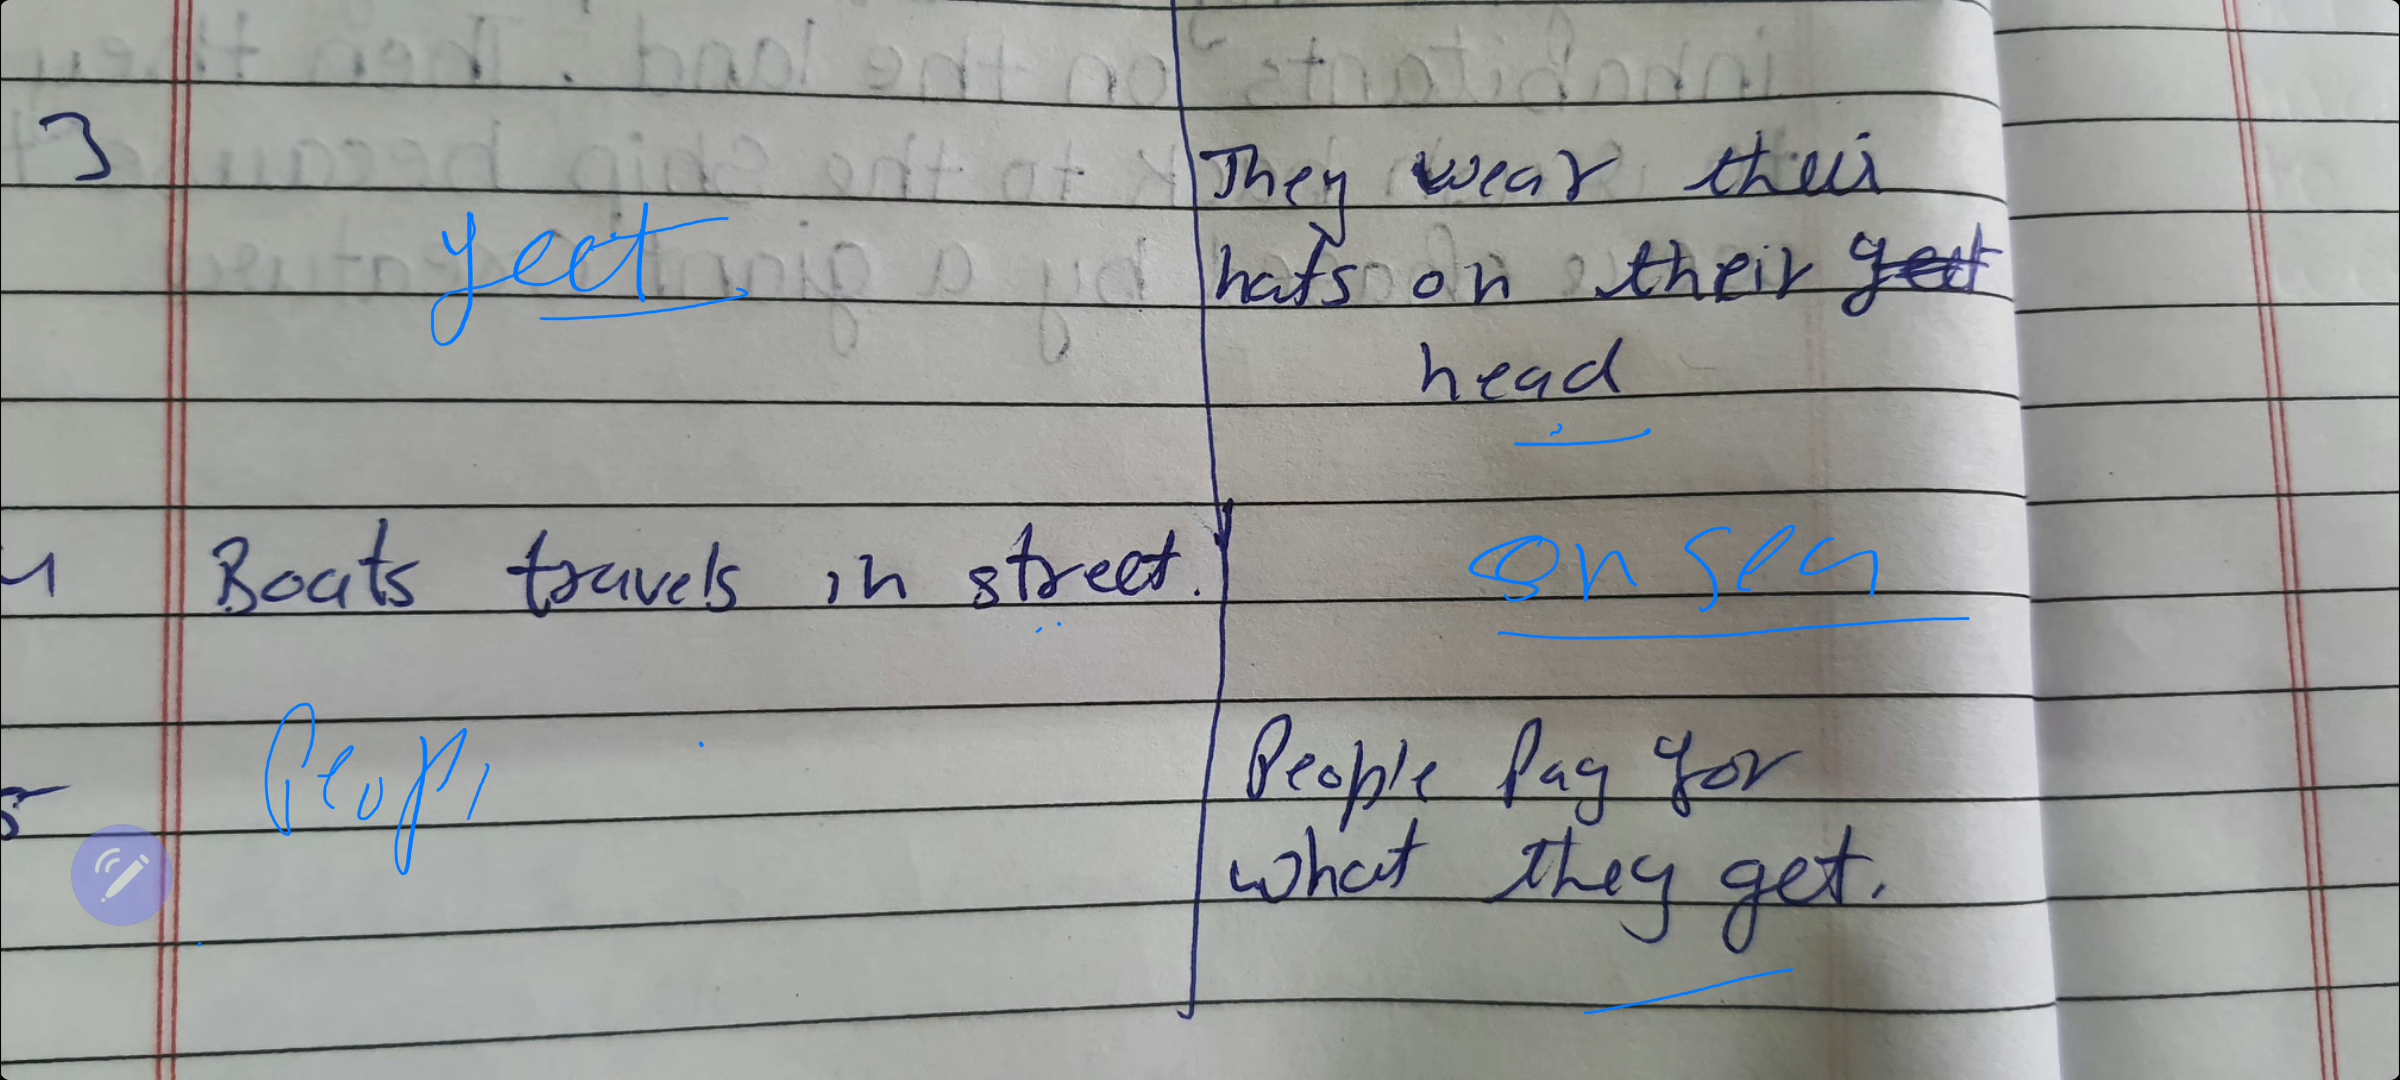 3 They wear their
feet hats on their feet
head
4 Boats travels in street. on sea
Peopl People Pay for
5 what they get.